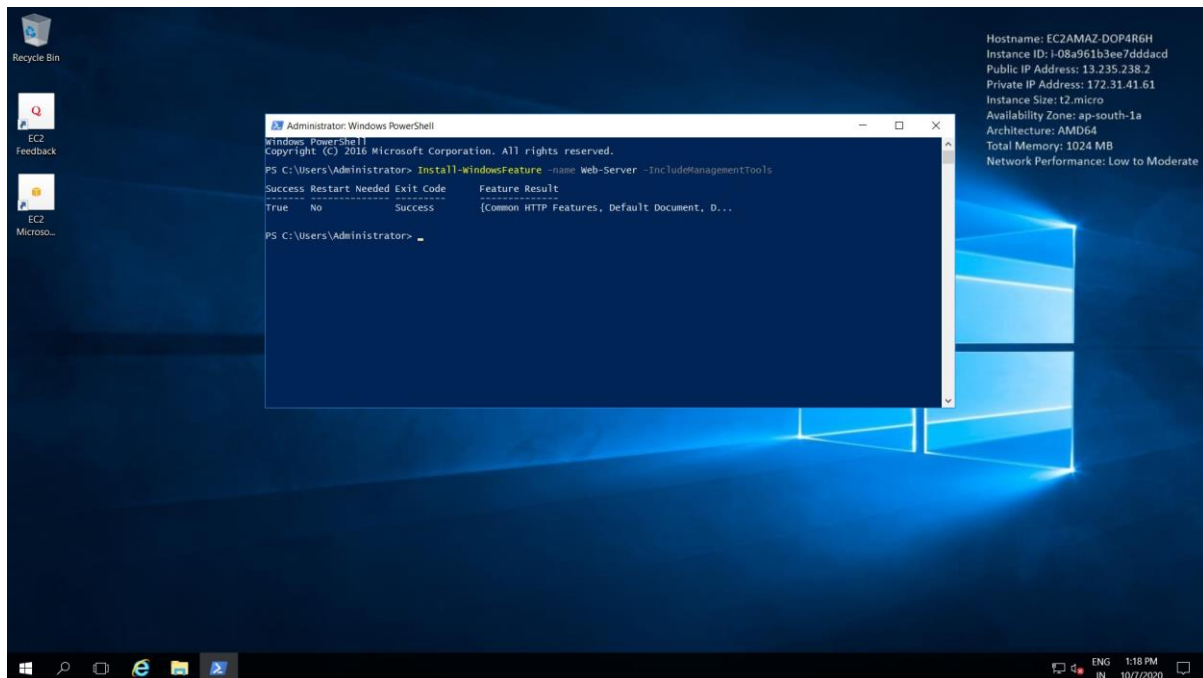 Recycle Bin
EC2
Feedback
EC2
Microso...
Hostname: EC2AMAZ-DOP4R6H
Instance ID: i-08a961b3ee7dddacd
Public IP Address: 13.235.238.2
Private IP Address: 172.31.41.61
Instance Size: t2.micro
Availability Zone: ap-south-1a
Architecture: AMD64
Total Memory: 1024 MB
Network Performance: Low to Moderate
Administrator: Windows PowerShell
Windows PowerShell
Copyright (C) 2016 Microsoft Corporation. All rights reserved.
PS C:\Users\Administrator> Install-WindowsFeature -name Web-Server -IncludeManagementTools
Success Restart Needed Exit Code Feature Result
------- -------------- --------- --------------
True No Success {Common HTTP Features, Default Document, D...
PS C:\Users\Administrator> _
ENG 1:18 PM
IN 10/7/2020